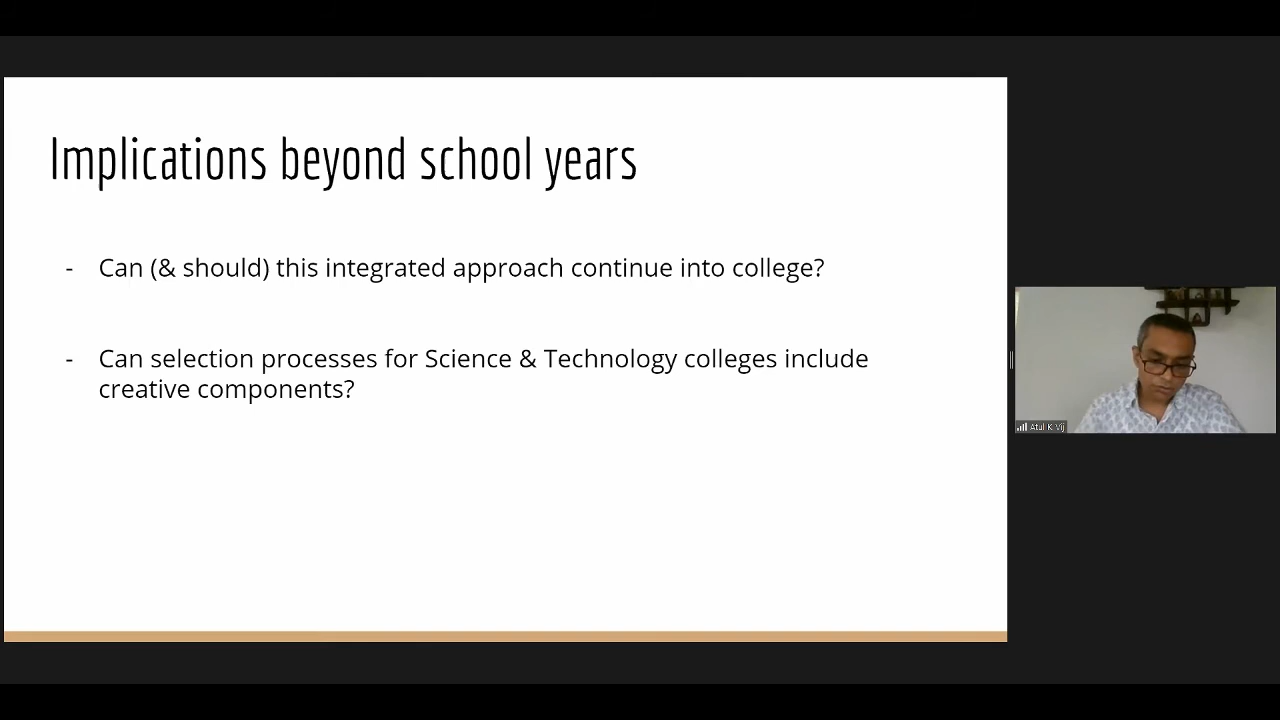 Implications beyond school years
- Can (& should) this integrated approach continue into college?
- Can selection processes for Science & Technology colleges include
creative components?
Atul K Vij